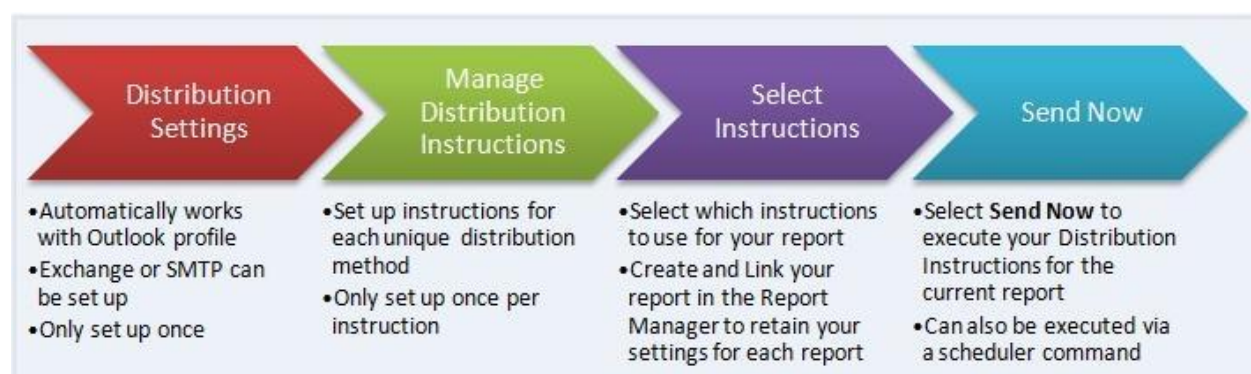 Distribution
Settings
Manage
Distribution
Instructions
Select
Instructions
Send Now
•Automatically works
with Outlook profile
•Exchange or SMTP can
be set up
•Only set up once
•Set up instructions for
each unique distribution
method
•Only set up once per
instruction
•Select which instructions
to use for your report
•Create and Link your
report in the Report
Manager to retain your
settings for each report
•Select Send Now to
execute your Distribution
Instructions for the
current report
•Can also be executed via
a scheduler command